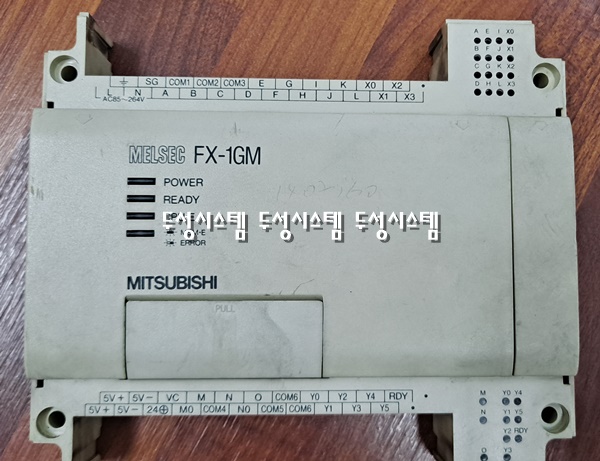 A E I X0
B F J X1
C G K X2
D H L X3
SG COM1 COM2 COM3 E G I K X0 X2
L N A B C D F H J L X1 X3
AC85~264V
MELSEC FX-1GM
POWER
READY
두성시스템 두성시스템 두성시스템
ERROR
MITSUBISHI
PULL
5V+ 5V- VC M N O COM6 Y0 Y2 Y4 RDY
5V+ 5V- 24⊕ M0 COM4 N0 COM5 COM6 Y1 Y3 Y5
M Y0 Y4
N Y1 Y5
Y2 RDY
O Y3